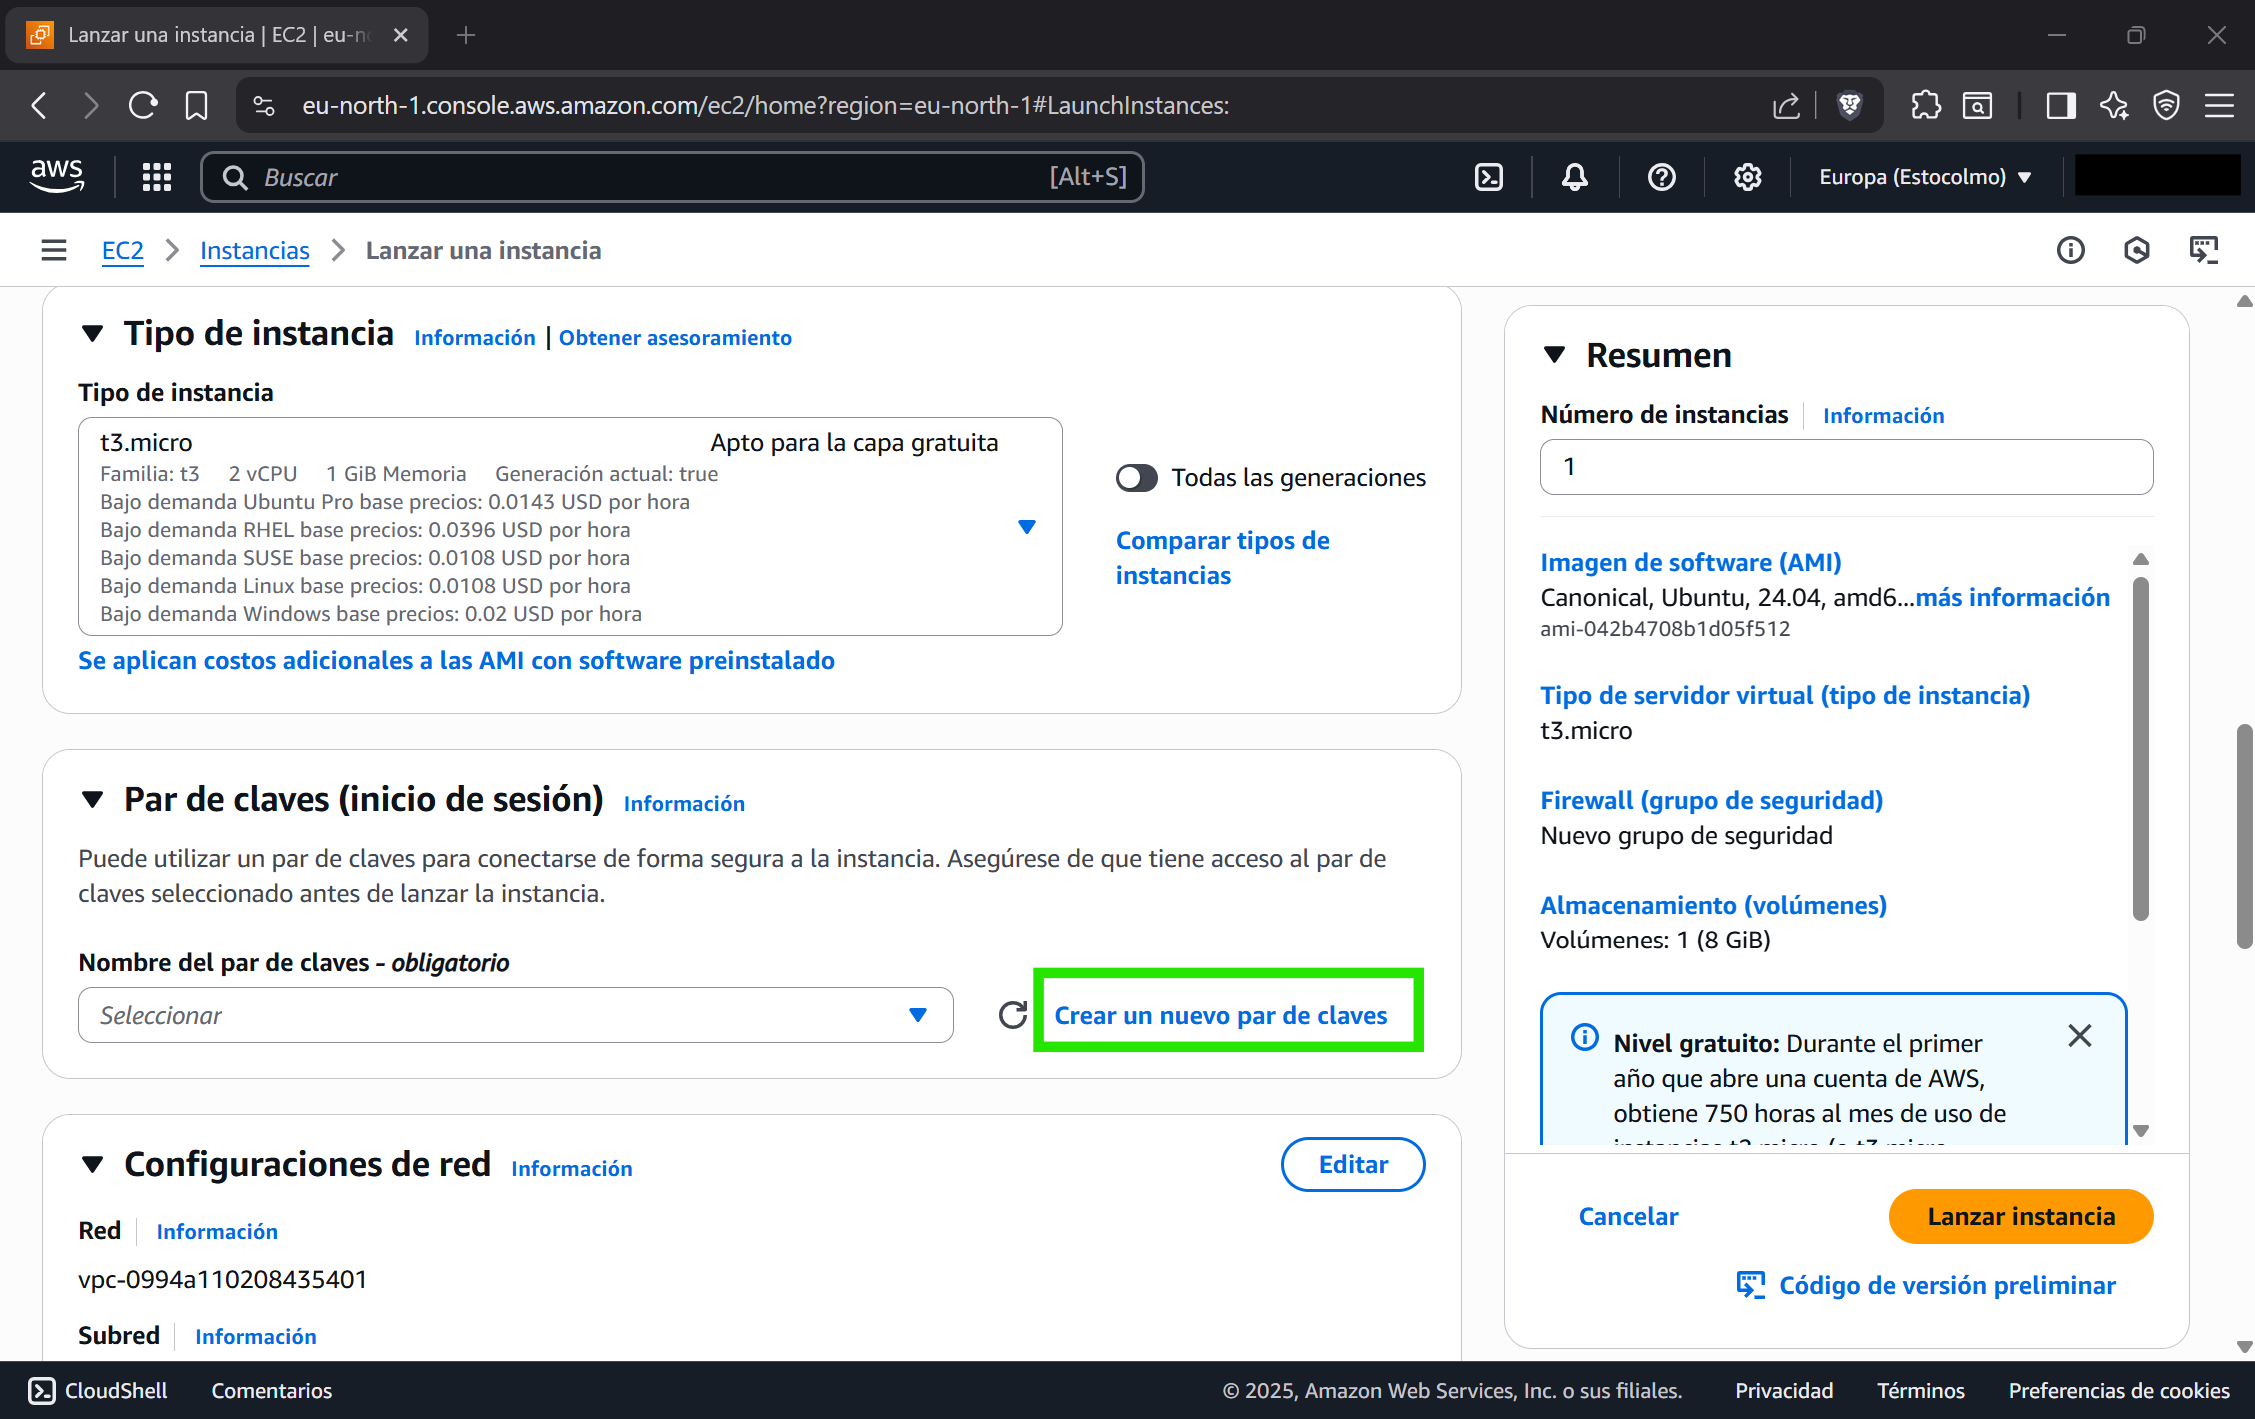 Lanzar una instancia | EC2 | eu-n
eu-north-1.console.aws.amazon.com/ec2/home?region=eu-north-1#LaunchInstances:
aws
Buscar [Alt+S]
Europa (Estocolmo)
EC2 > Instancias > Lanzar una instancia
Tipo de instancia Información | Obtener asesoramiento
Tipo de instancia
t3.micro Apto para la capa gratuita
Familia: t3 2 vCPU 1 GiB Memoria Generación actual: true
Bajo demanda Ubuntu Pro base precios: 0.0143 USD por hora
Bajo demanda RHEL base precios: 0.0396 USD por hora
Bajo demanda SUSE base precios: 0.0108 USD por hora
Bajo demanda Linux base precios: 0.0108 USD por hora
Bajo demanda Windows base precios: 0.02 USD por hora
Todas las generaciones
Comparar tipos de
instancias
Se aplican costos adicionales a las AMI con software preinstalado
Par de claves (inicio de sesión) Información
Puede utilizar un par de claves para conectarse de forma segura a la instancia. Asegúrese de que tiene acceso al par de
claves seleccionado antes de lanzar la instancia.
Nombre del par de claves - obligatorio
Seleccionar
Crear un nuevo par de claves
Configuraciones de red Información
Editar
Red Información
vpc-0994a110208435401
Subred Información
Resumen
Número de instancias Información
1
Imagen de software (AMI)
Canonical, Ubuntu, 24.04, amd6...más información
ami-042b4708b1d05f512
Tipo de servidor virtual (tipo de instancia)
t3.micro
Firewall (grupo de seguridad)
Nuevo grupo de seguridad
Almacenamiento (volúmenes)
Volúmenes: 1 (8 GiB)
Nivel gratuito: Durante el primer
año que abre una cuenta de AWS,
obtiene 750 horas al mes de uso de
instancias t2.micro (o t3.micro
Cancelar
Lanzar instancia
Código de versión preliminar
CloudShell Comentarios © 2025, Amazon Web Services, Inc. o sus filiales. Privacidad Términos Preferencias de cookies